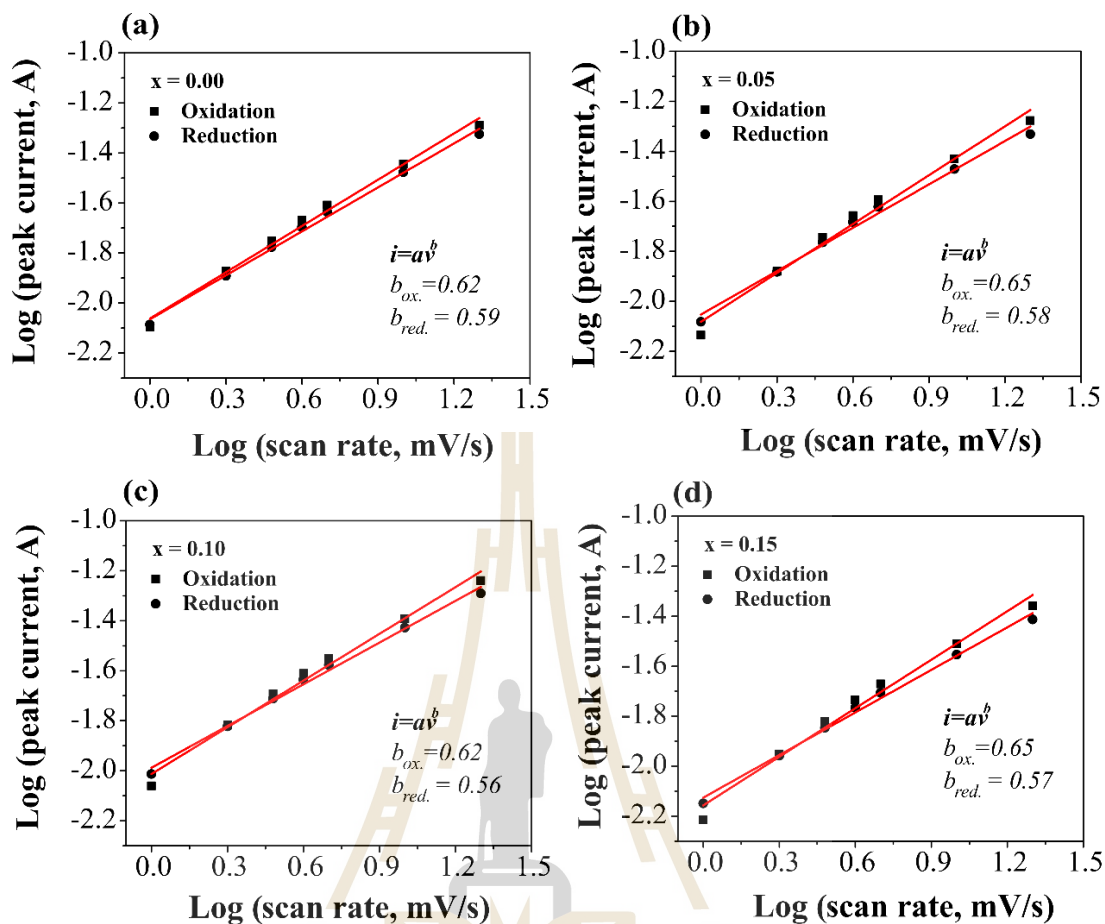 (a)
x = 0.00
Oxidation
Reduction
i=av^b
b_ox.=0.62
b_red. = 0.59
-1.0
-1.2
-1.4
-1.6
-1.8
-2.0
-2.2
0.0 0.3 0.6 0.9 1.2 1.5
Log (peak current, A)
Log (scan rate, mV/s)
(b)
x = 0.05
Oxidation
Reduction
i=av^b
b_ox.=0.65
b_red. = 0.58
-1.0
-1.2
-1.4
-1.6
-1.8
-2.0
-2.2
0.0 0.3 0.6 0.9 1.2 1.5
Log (peak current, A)
Log (scan rate, mV/s)
(c)
x = 0.10
Oxidation
Reduction
i=av^b
b_ox.=0.62
b_red. = 0.56
-1.0
-1.2
-1.4
-1.6
-1.8
-2.0
-2.2
0.0 0.3 0.6 0.9 1.2 1.5
Log (peak current, A)
Log (scan rate, mV/s)
(d)
x = 0.15
Oxidation
Reduction
i=av^b
b_ox.=0.65
b_red. = 0.57
-1.0
-1.2
-1.4
-1.6
-1.8
-2.0
-2.2
0.0 0.3 0.6 0.9 1.2 1.5
Log (peak current, A)
Log (scan rate, mV/s)